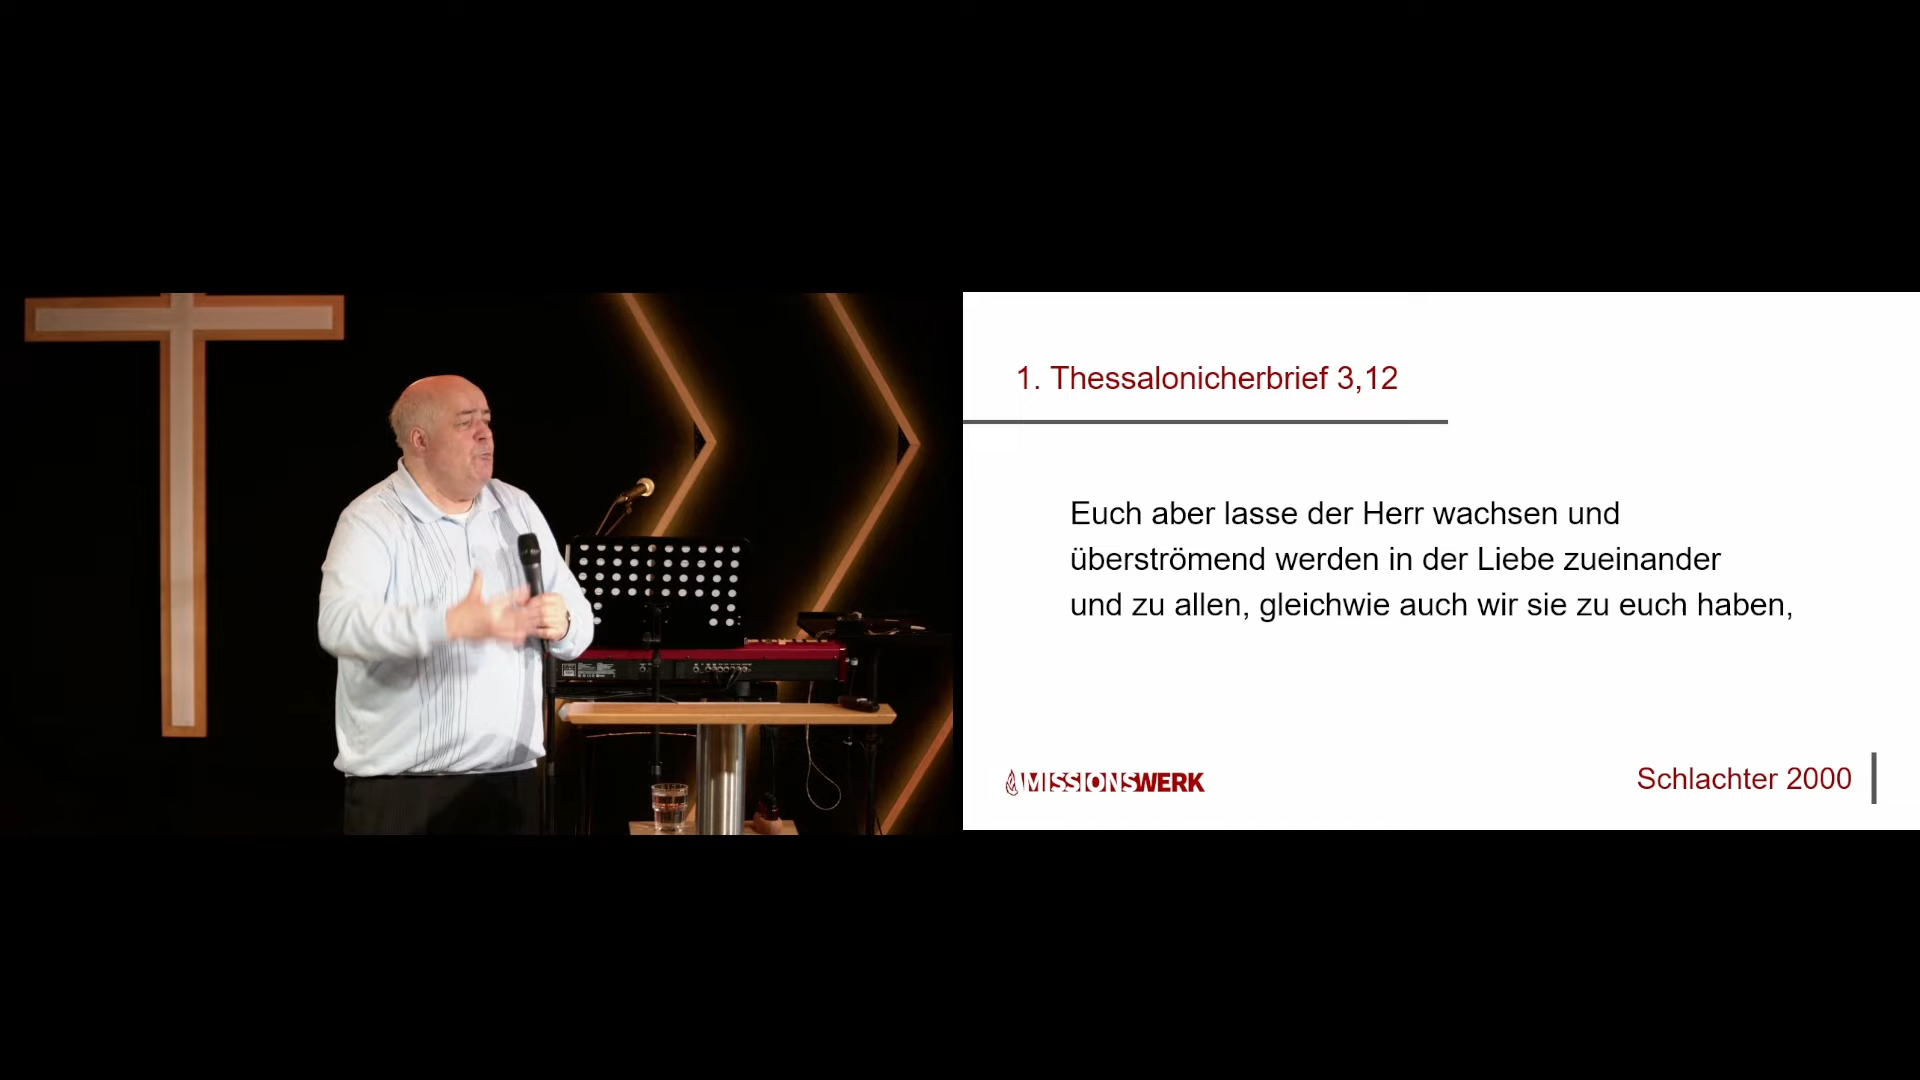 1. Thessalonicherbrief 3,12
Euch aber lasse der Herr wachsen und
überströmend werden in der Liebe zueinander
und zu allen, gleichwie auch wir sie zu euch haben,
MISSIONSWERK
Schlachter 2000